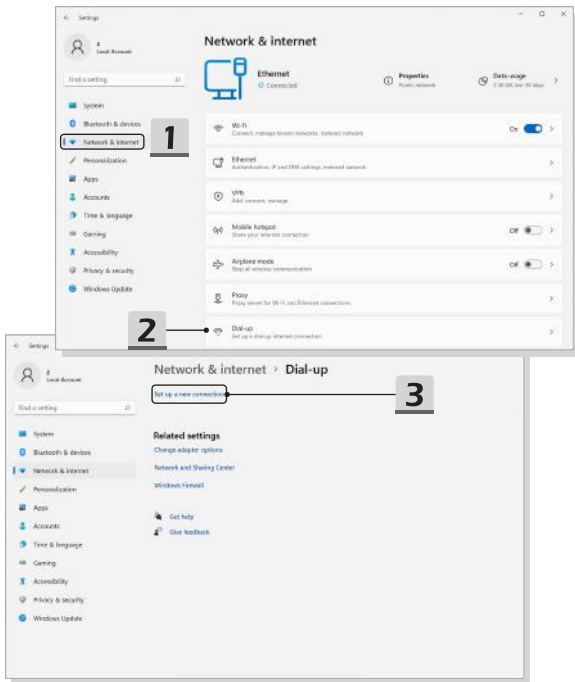 Settings
Network & internet
Local Account
Find a setting
Ethernet
Connected
Properties
Public network
Data usage
System
Bluetooth & devices
Network & internet
Personalization
Apps
Accounts
Time & language
Gaming
Accessibility
Privacy & security
Windows Update
1
Wi-Fi
Connect, manage known networks, metered network
On
Ethernet
Authentication, IP and DNS settings, metered network
VPN
Add, connect, manage
Mobile hotspot
Share your internet connection
Off
Airplane mode
Stop all wireless communication
Off
Proxy
Proxy server for Wi-Fi and Ethernet connections
2
Dial-up
Set up a dial-up internet connection
Settings
Local Account
Find a setting
System
Bluetooth & devices
Network & internet
Personalization
Apps
Accounts
Time & language
Gaming
Accessibility
Privacy & security
Windows Update
Network & internet > Dial-up
Set up a new connection
3
Related settings
Change adapter options
Network and Sharing Center
Windows Firewall
Get help
Give feedback